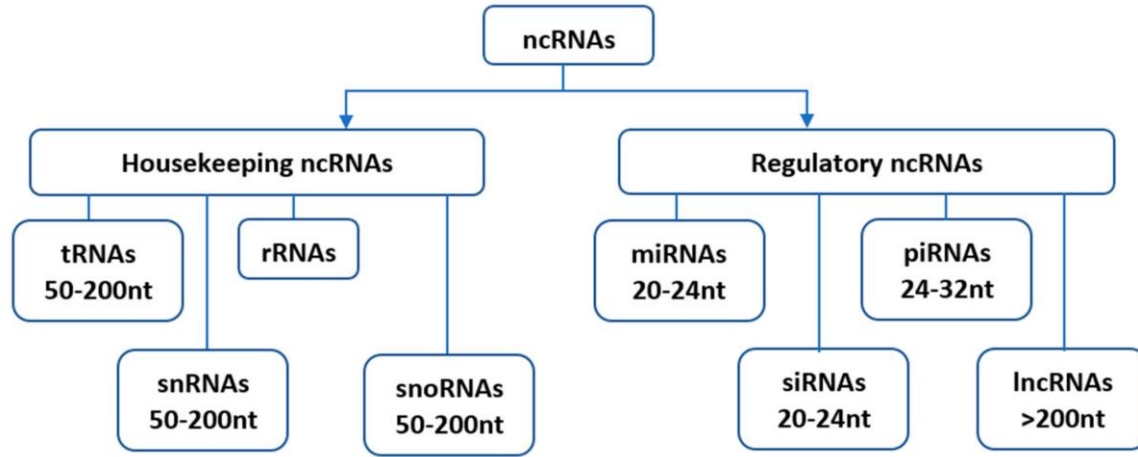 ncRNAs
Housekeeping ncRNAs
Regulatory ncRNAs
tRNAs
50-200nt
rRNAs
miRNAs
20-24nt
piRNAs
24-32nt
snRNAs
50-200nt
snoRNAs
50-200nt
siRNAs
20-24nt
lncRNAs
>200nt